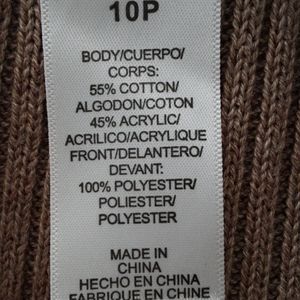 10P
BODY/CUERPO/
CORPS:
55% COTTON/
ALGODON/COTON
45% ACRYLIC/
ACRILICO/ACRYLIQUE
FRONT/DELANTERO/
DEVANT:
100% POLYESTER/
POLIESTER/
POLYESTER
MADE IN
CHINA
HECHO EN CHINA
FABRIQUE EN CHINE